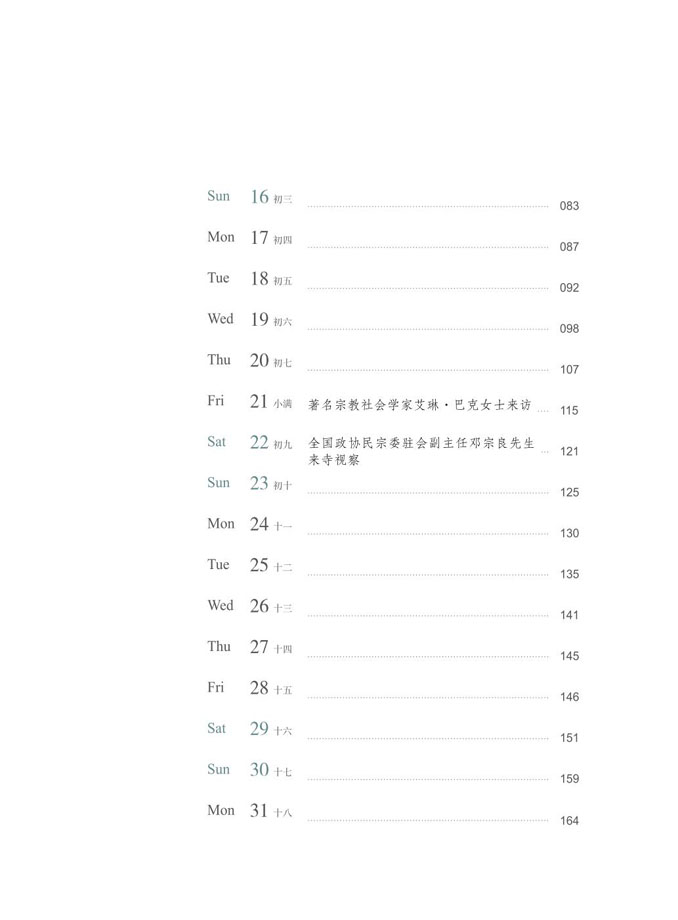 Sun 16 初三 083
Mon 17 初四 087
Tue 18 初五 092
Wed 19 初六 098
Thu 20 初七 107
Fri 21 小满 著名宗教社会学家艾琳·巴克女士来访 115
Sat 22 初九 全国政协民宗委驻会副主任邓宗良先生
来寺视察 121
Sun 23 初十 125
Mon 24 十一 130
Tue 25 十二 135
Wed 26 十三 141
Thu 27 十四 145
Fri 28 十五 146
Sat 29 十六 151
Sun 30 十七 159
Mon 31 十八 164